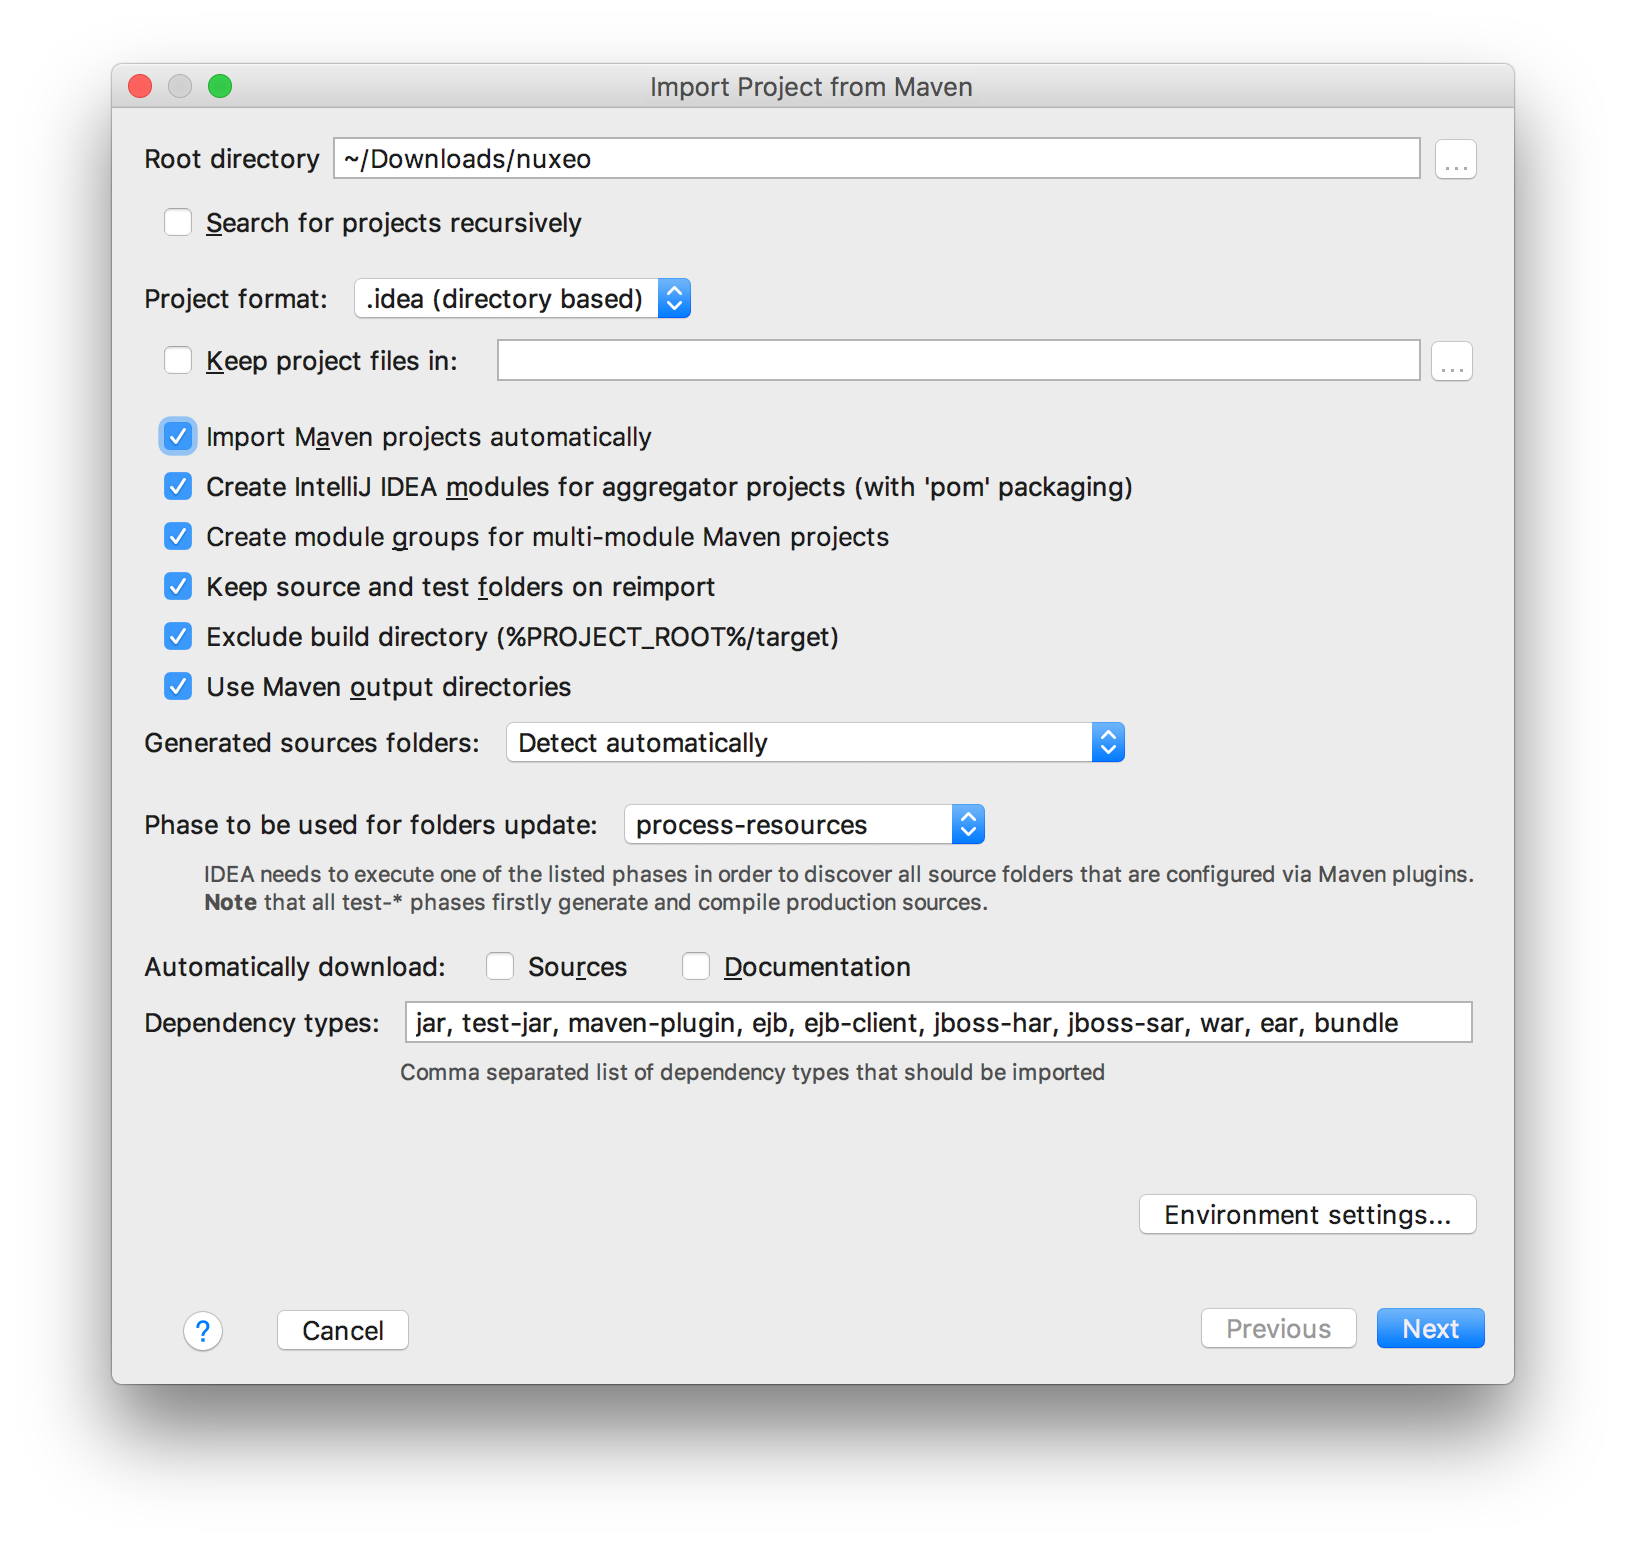 Import Project from Maven
Root directory ~/Downloads/nuxeo ...
Search for projects recursively
Project format: .idea (directory based)
Keep project files in: ...
Import Maven projects automatically
Create IntelliJ IDEA modules for aggregator projects (with 'pom' packaging)
Create module groups for multi-module Maven projects
Keep source and test folders on reimport
Exclude build directory (%PROJECT_ROOT%/target)
Use Maven output directories
Generated sources folders: Detect automatically
Phase to be used for folders update: process-resources
IDEA needs to execute one of the listed phases in order to discover all source folders that are configured via Maven plugins.
Note that all test-* phases firstly generate and compile production sources.
Automatically download: Sources Documentation
Dependency types: jar, test-jar, maven-plugin, ejb, ejb-client, jboss-har, jboss-sar, war, ear, bundle
Comma separated list of dependency types that should be imported
Environment settings...
? Cancel Previous Next